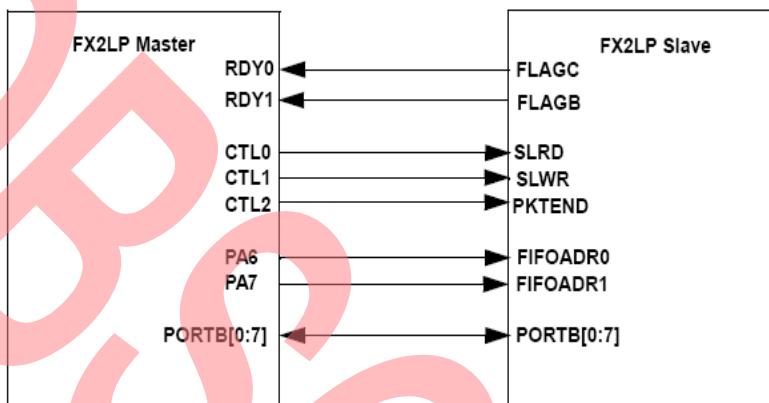 FX2LP Master
FX2LP Slave
RDY0
FLAGC
RDY1
FLAGB
CTL0
SLRD
CTL1
SLWR
CTL2
PKTEND
PA6
FIFOADR0
PA7
FIFOADR1
PORTB[0:7]
PORTB[0:7]